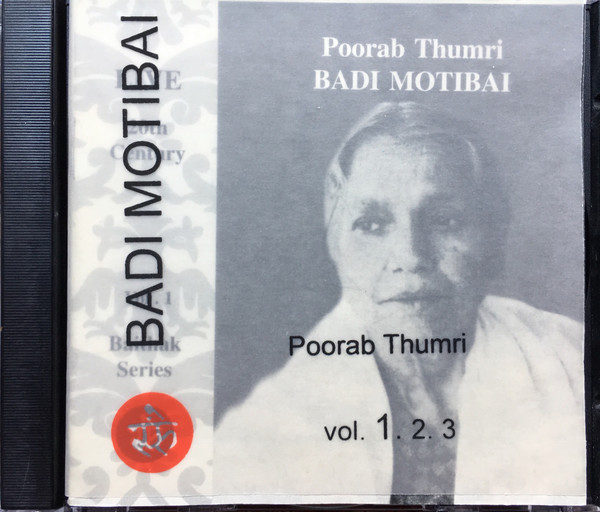 BADI MOTIBAI
20th
Century
Series
Poorab Thumri
BADI MOTIBAI
Poorab Thumri
vol. 1. 2. 3